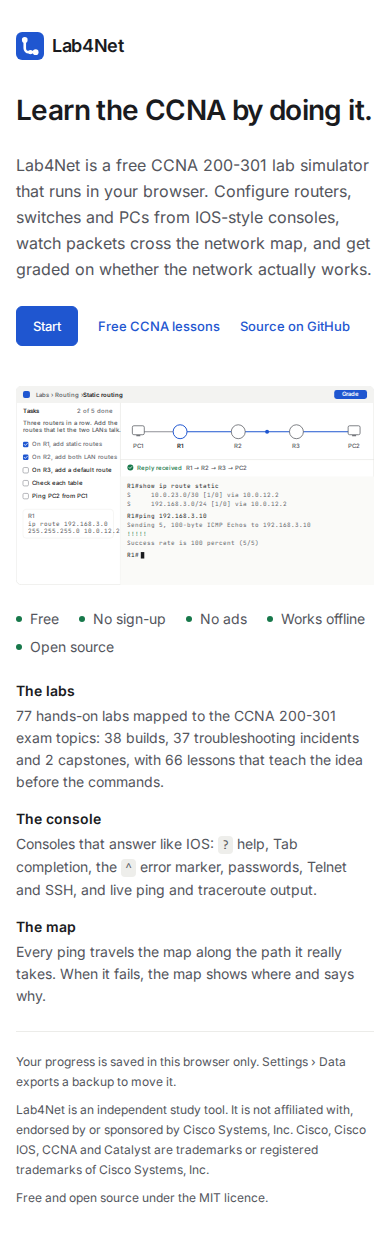 Lab4Net
Learn the CCNA by doing it.
Lab4Net is a free CCNA 200-301 lab simulator
that runs in your browser. Configure routers,
switches and PCs from IOS-style consoles,
watch packets cross the network map, and get
graded on whether the network actually works.
Start Free CCNA lessons Source on GitHub
Labs › Routing › Static routing Grade
Tasks 2 of 5 done
Three routers in a row. Add the
routes that let the two LANs talk.
On R1, add static routes
On R2, add both LAN routes
On R3, add a default route
Check each table
Ping PC2 from PC1
R1
ip route 192.168.3.0
255.255.255.0 10.0.12.2
PC1 R1 R2 R3 PC2
Reply received R1 → R2 → R3 → PC2
R1#show ip route static
S 10.0.23.0/30 [1/0] via 10.0.12.2
S 192.168.3.0/24 [1/0] via 10.0.12.2
R1#ping 192.168.3.10
Sending 5, 100-byte ICMP Echos to 192.168.3.10
!!!!!
Success rate is 100 percent (5/5)
R1#
Free No sign-up No ads Works offline
Open source
The labs
77 hands-on labs mapped to the CCNA 200-301
exam topics: 38 builds, 37 troubleshooting incidents
and 2 capstones, with 66 lessons that teach the idea
before the commands.
The console
Consoles that answer like IOS: ? help, Tab
completion, the ^ error marker, passwords, Telnet
and SSH, and live ping and traceroute output.
The map
Every ping travels the map along the path it really
takes. When it fails, the map shows where and says
why.
Your progress is saved in this browser only. Settings › Data
exports a backup to move it.
Lab4Net is an independent study tool. It is not affiliated with,
endorsed by or sponsored by Cisco Systems, Inc. Cisco, Cisco
IOS, CCNA and Catalyst are trademarks or registered
trademarks of Cisco Systems, Inc.
Free and open source under the MIT licence.